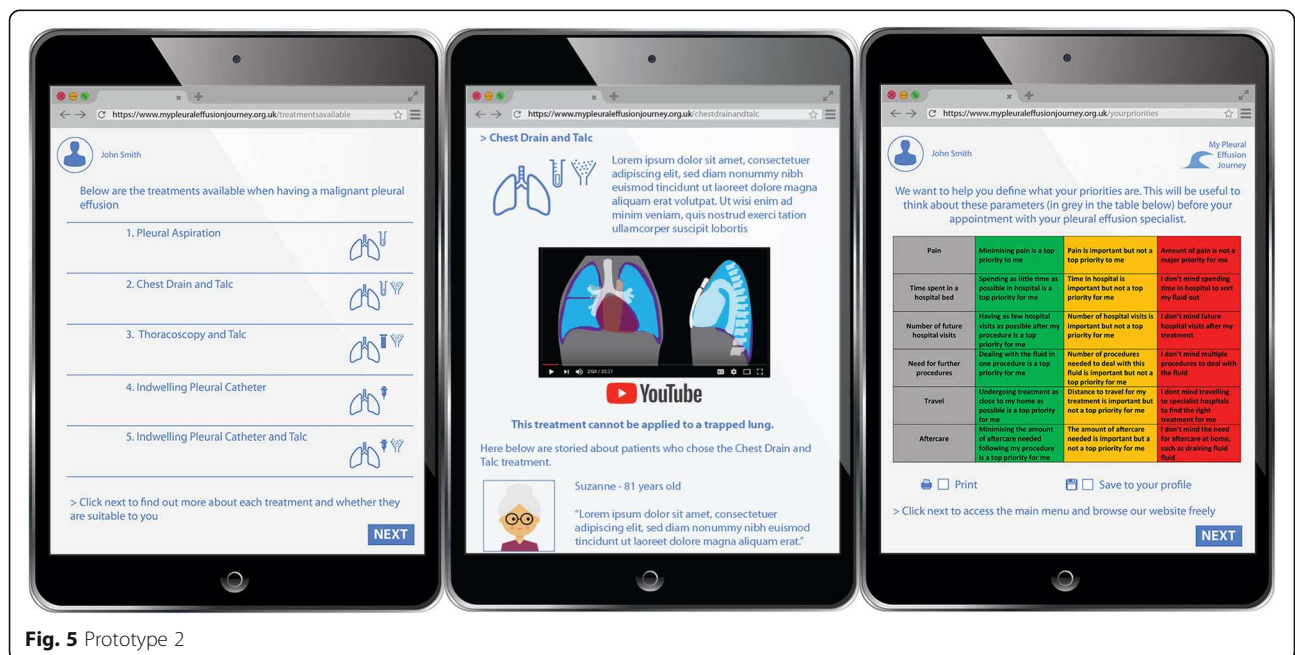 https://www.mypleuraleffusionjourney.org.uk/treatmentsavailable
John Smith
Below are the treatments available when having a malignant pleural
effusion
1. Pleural Aspiration
2. Chest Drain and Talc
3. Thoracoscopy and Talc
4. Indwelling Pleural Catheter
5. Indwelling Pleural Catheter and Talc
> Click next to find out more about each treatment and whether they
are suitable to you
NEXT
https://www.mypleuraleffusionjourney.org.uk/chestdrainandtalc
> Chest Drain and Talc
Lorem ipsum dolor sit amet, consectetuer
adipiscing elit, sed diam nonummy nibh
euismod tincidunt ut laoreet dolore magna
aliquam erat volutpat. Ut wisi enim ad
minim veniam, quis nostrud exerci tation
ullamcorper suscipit lobortis
2:04 / 35:37
YouTube
This treatment cannot be applied to a trapped lung.
Here below are storied about patients who chose the Chest Drain and
Talc treatment.
Suzanne - 81 years old
"Lorem ipsum dolor sit amet, consectetuer
adipiscing elit, sed diam nonummy nibh euismod
tincidunt ut laoreet dolore magna aliquam erat."
https://www.mypleuraleffusionjourney.org.uk/yourpriorities
John Smith
My Pleural
Effusion
Journey
We want to help you define what your priorities are. This will be useful to
think about these parameters (in grey in the table below) before your
appointment with your pleural effusion specialist.
Pain
Minimising pain is a top
priority to me
Pain is important but not a
top priority to me
Amount of pain is not a
major priority for me
Time spent in a
hospital bed
Spending as little time as
possible in hospital is a
top priority for me
Time in hospital is
important but not a top
priority for me
I don't mind spending
time in hospital to sort
my fluid out
Number of future
hospital visits
Having as few hospital
visits as possible after my
procedure is a top
priority for me
Number of hospital visits is
important but not a top
priority for me
I don't mind future
hospital visits after my
treatment
Need for further
procedures
Dealing with the fluid in
one procedure is a top
priority for me
Number of procedures
needed to deal with this
fluid is important but not a
top priority for me
I don't mind multiple
procedures to deal with
the fluid
Travel
Undergoing treatment as
close to my home as
possible is a top priority
for me
Distance to travel for my
treatment is important but
not a top priority for me
I dont mind travelling
to specialist hospitals
to find the right
treatment for me
Aftercare
Minimising the amount
of aftercare needed
following my procedure
is a top priority for me
The amount of aftercare
needed is important but a
not a top priority for me
I don't mind the need
for aftercare at home,
such as draining fluid
fluid
Print
Save to your profile
> Click next to access the main menu and browse our website freely
NEXT
Fig. 5 Prototype 2